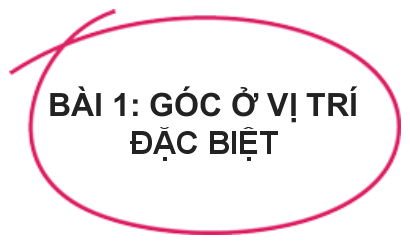 BÀI 1: GÓC Ở VỊ TRÍ
ĐẶC BIỆT